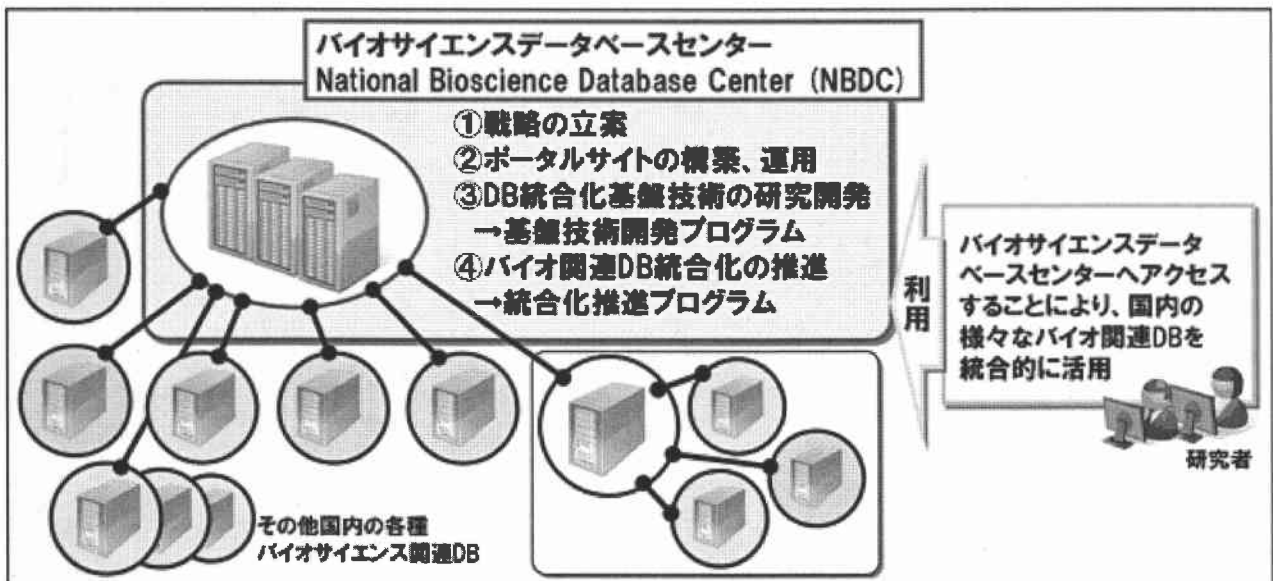 バイオサイエンスデータベースセンター
National Bioscience Database Center (NBDC)
①戦略の立案
②ポータルサイトの構築、運用
③DB統合化基盤技術の研究開発
→基盤技術開発プログラム
④バイオ関連DB統合化の推進
→統合化推進プログラム
利用
バイオサイエンスデータ
ベースセンターへアクセス
することにより、国内の
様々なバイオ関連DBを
統合的に活用
研究者
その他国内の各種
バイオサイエンス関連DB